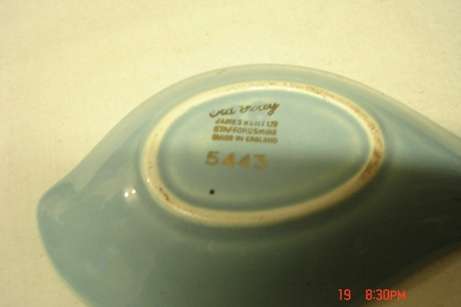 Old Foley
JAMES KENT LTD
STAFFORDSHIRE
MADE IN ENGLAND
5443
19 8:30PM